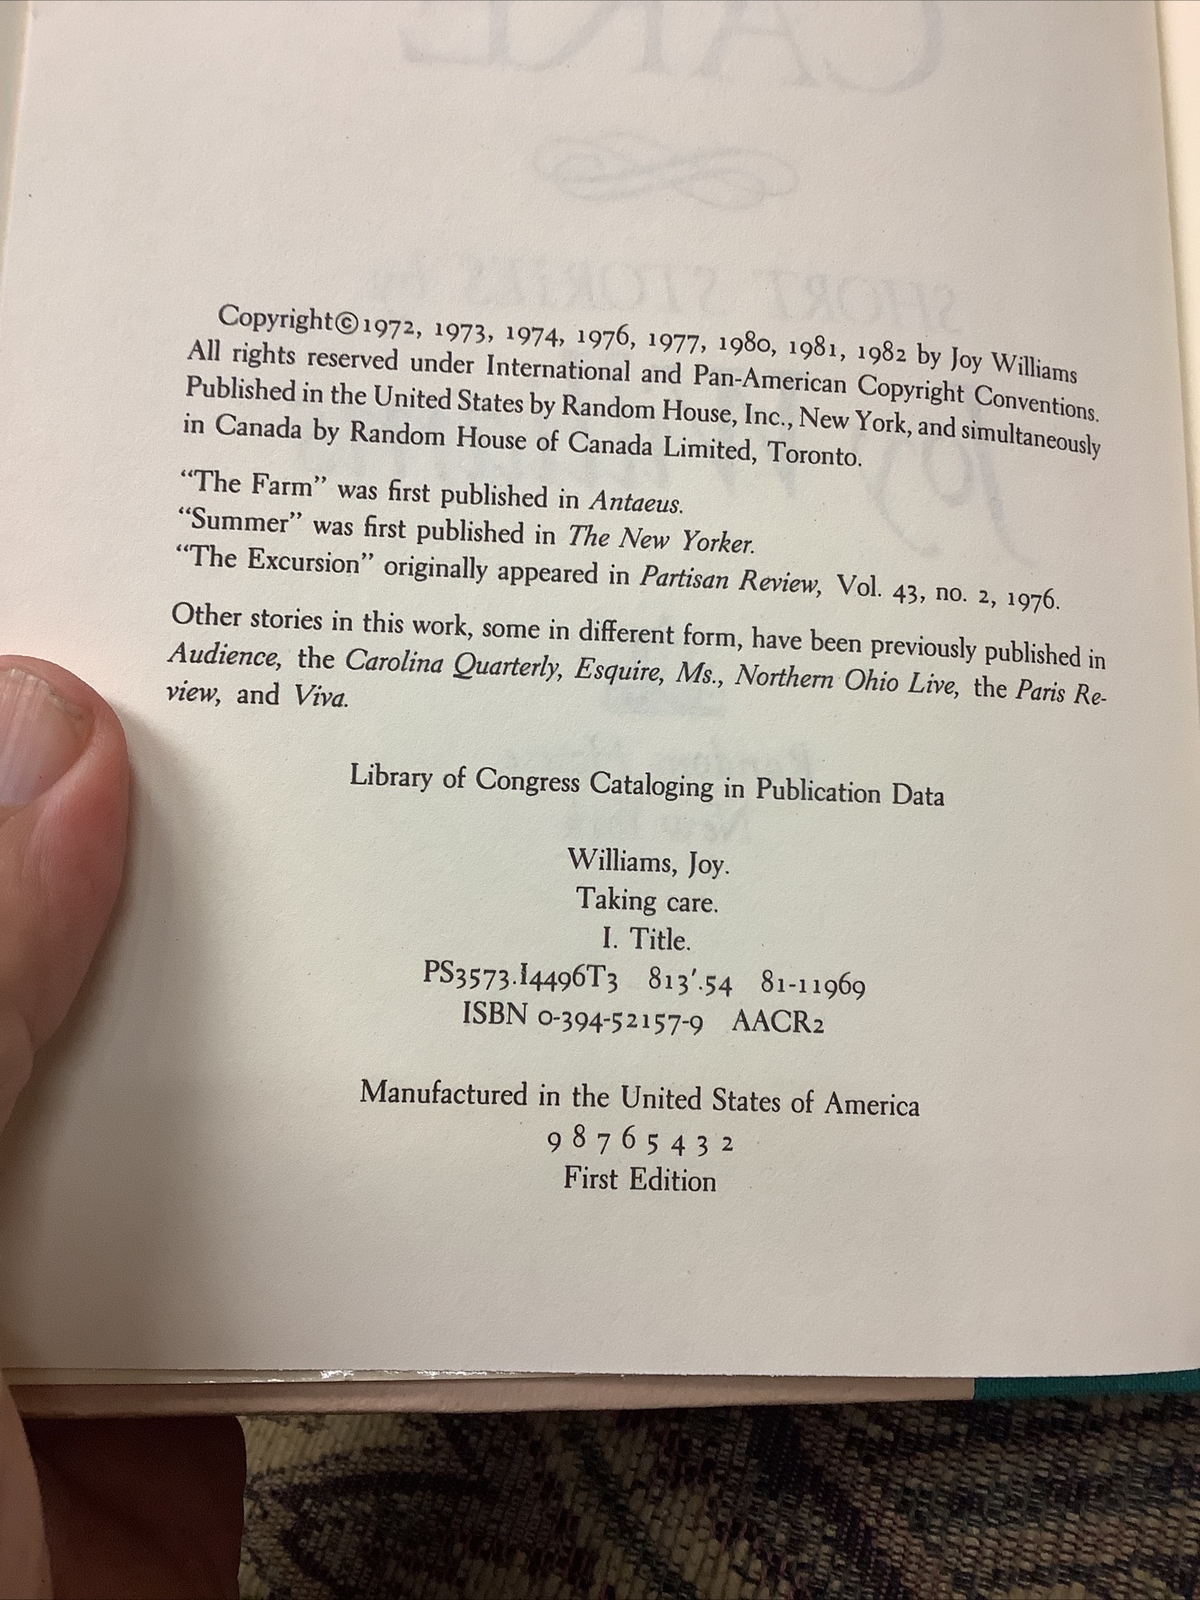 Copyright©1972, 1973, 1974, 1976, 1977, 1980, 1981, 1982 by Joy Williams
All rights reserved under International and Pan-American Copyright Conventions.
Published in the United States by Random House, Inc., New York, and simultaneously
in Canada by Random House of Canada Limited, Toronto.
“The Farm” was first published in Antaeus.
“Summer” was first published in The New Yorker.
“The Excursion” originally appeared in Partisan Review, Vol. 43, no. 2, 1976.
Other stories in this work, some in different form, have been previously published in
Audience, the Carolina Quarterly, Esquire, Ms., Northern Ohio Live, the Paris Re-
view, and Viva.
Library of Congress Cataloging in Publication Data
Williams, Joy.
Taking care.
I. Title.
PS3573.I4496T3 813′.54 81-11969
ISBN 0-394-52157-9 AACR2
Manufactured in the United States of America
9 8 7 6 5 4 3 2
First Edition